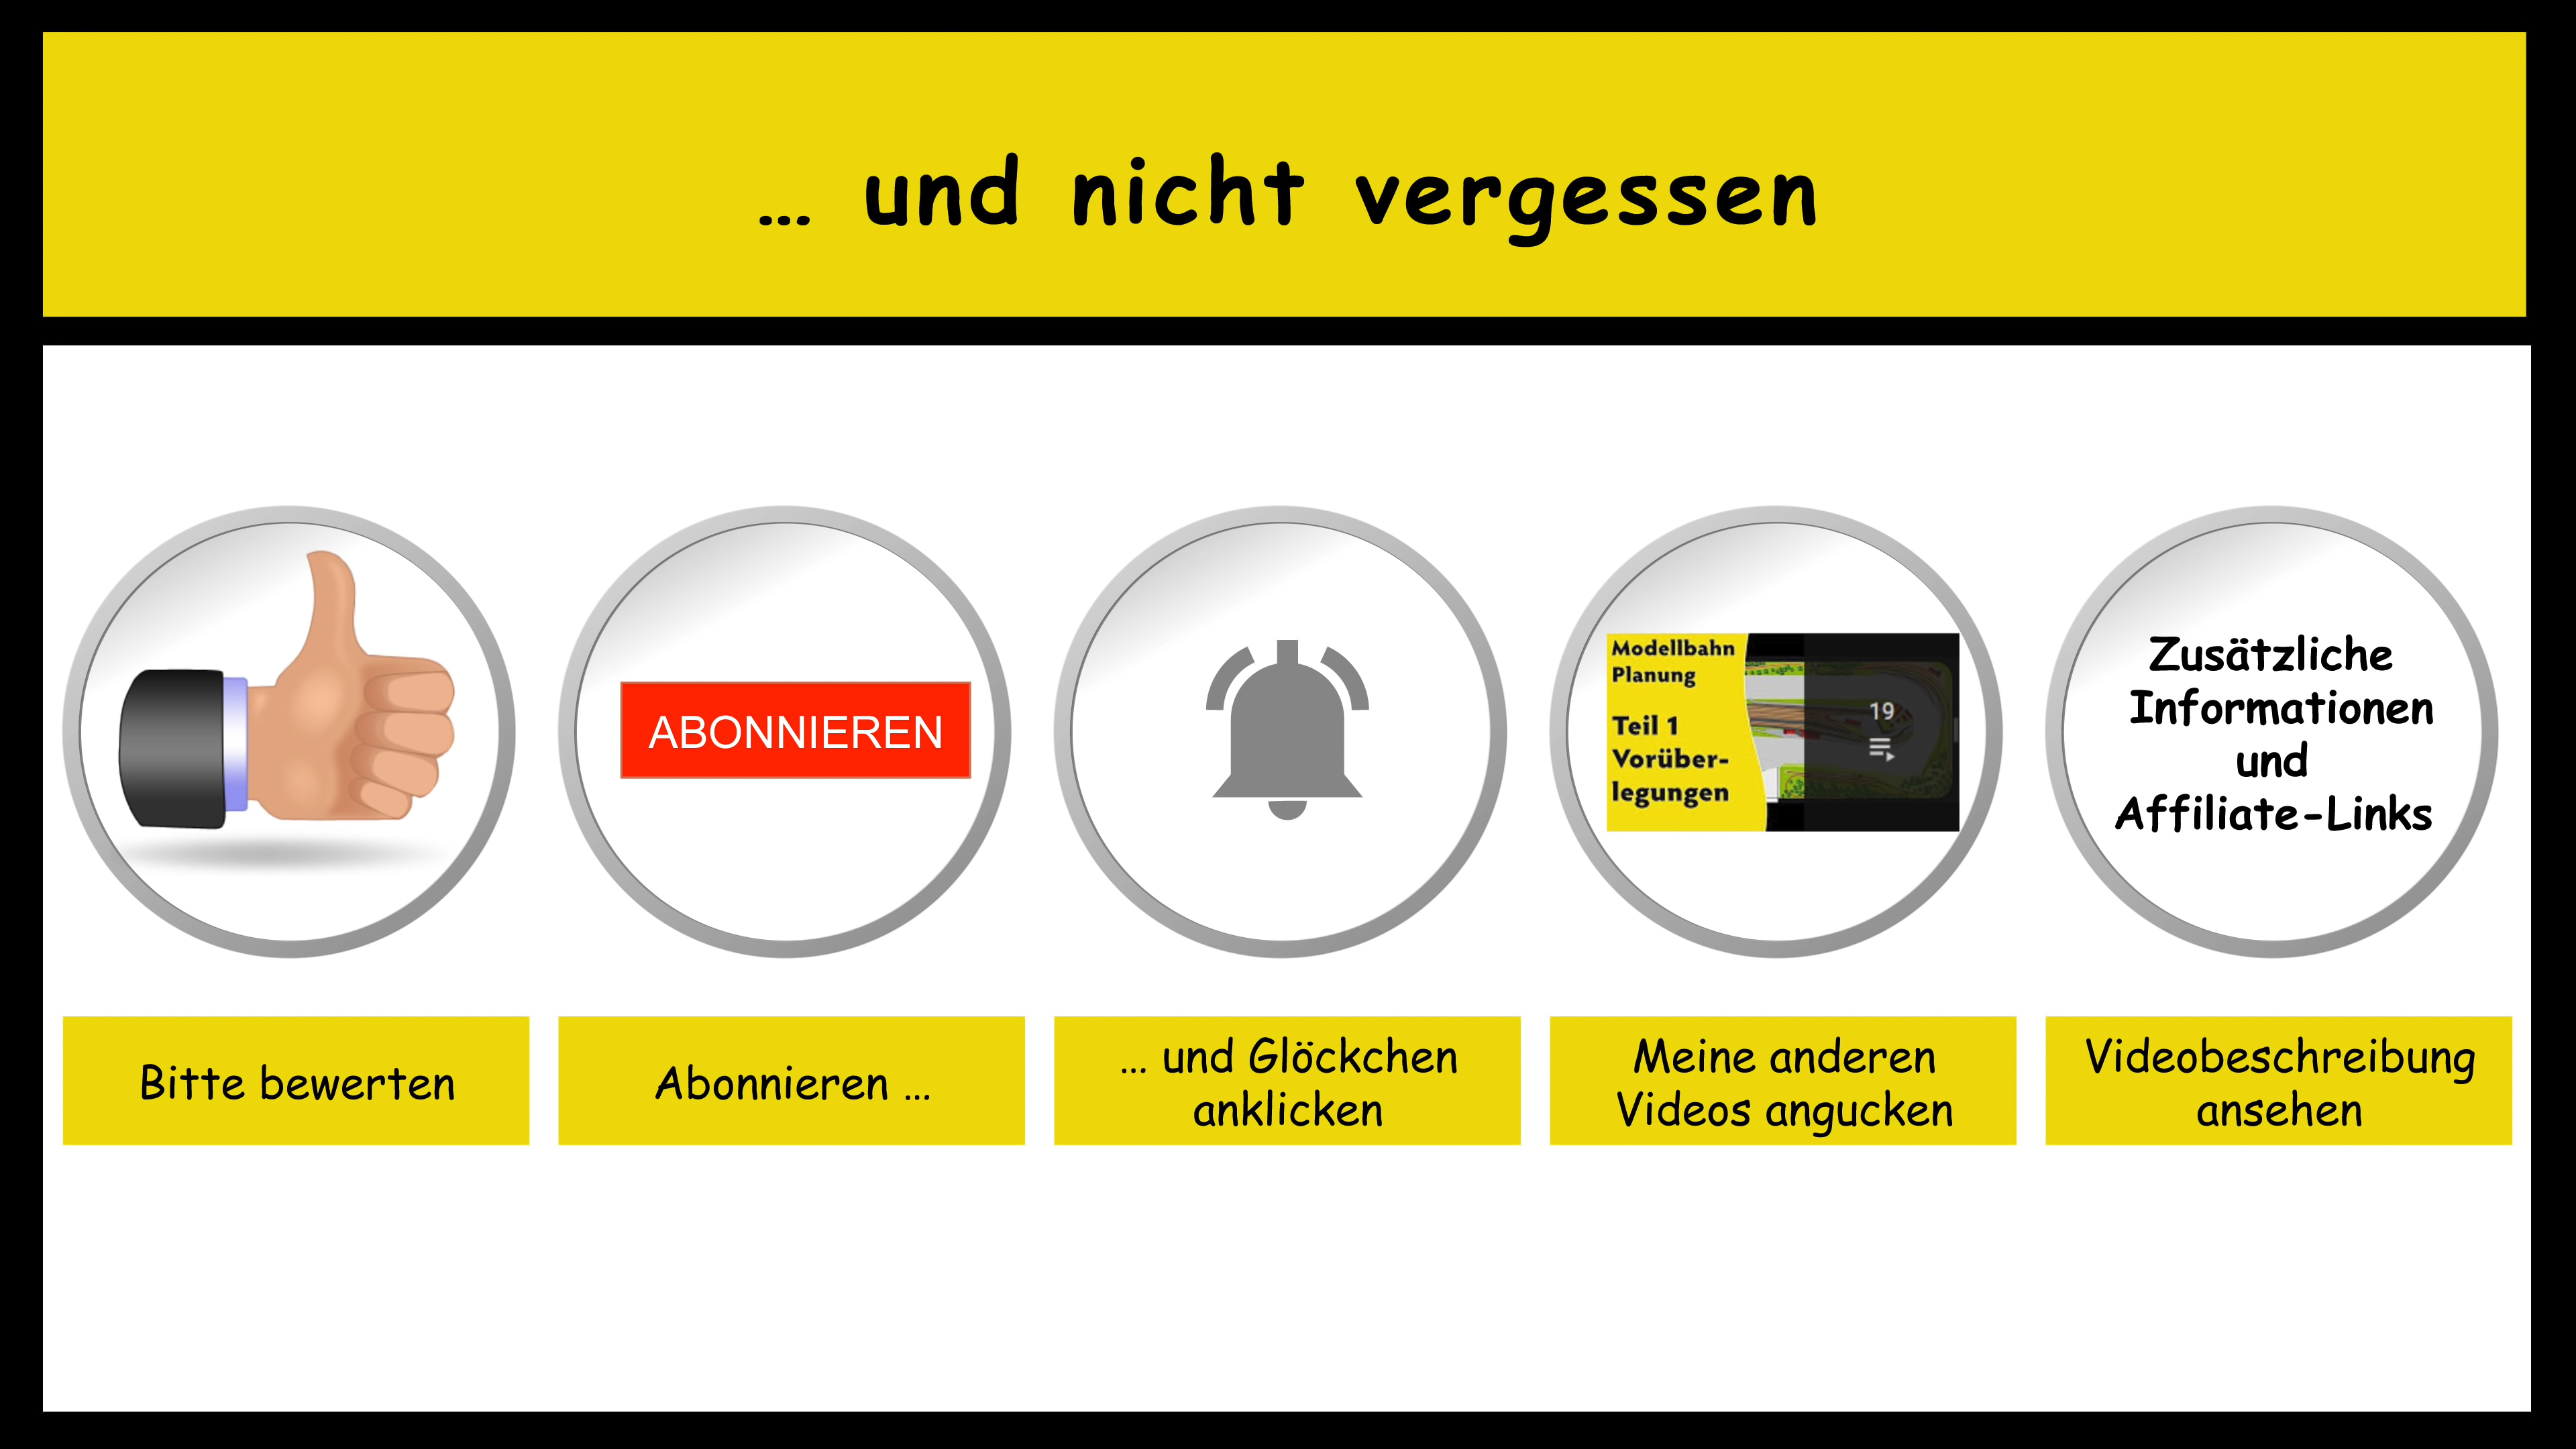 … und nicht vergessen
ABONNIEREN
Modellbahn
Planung
Teil 1
Vorüber-
legungen
19
Zusätzliche
Informationen
und
Affiliate-Links
Bitte bewerten
Abonnieren …
… und Glöckchen
anklicken
Meine anderen
Videos angucken
Videobeschreibung
ansehen